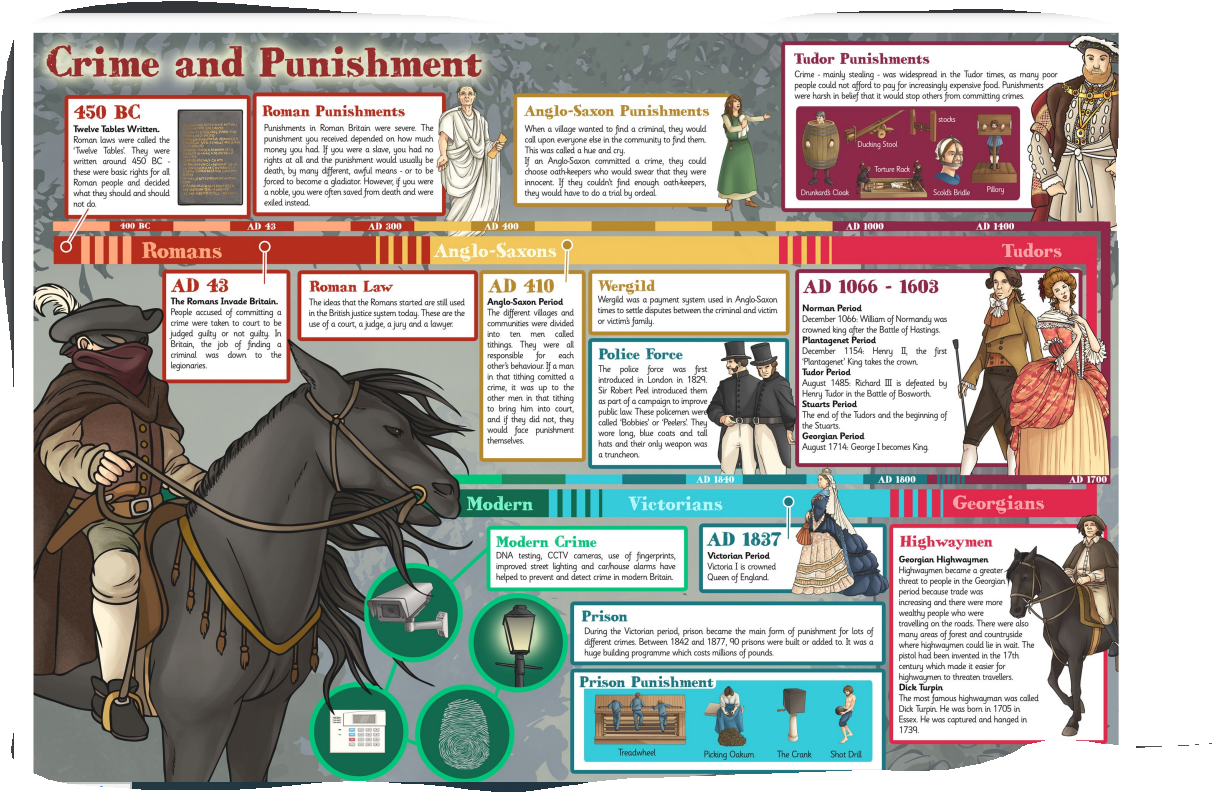 Crime and Punishment
450 BC
Twelve Tables Written.
Roman laws were called the
'Twelve Tables'. They were
written around 450 BC -
these were basic rights for all
Roman people and decided
what they should and should
not do.
Roman Punishments
Punishments in Roman Britain were severe. The
punishment you received depended on how much
money you had. If you were a slave, you had no
rights at all and the punishment would usually be
death, by many different, awful means - or to be
forced to become a gladiator. However, if you were
a noble, you were often saved from death and were
exiled instead.
Anglo-Saxon Punishments
When a village wanted to find a criminal, they would
call upon everyone else in the community to find them.
This was called a hue and cry.
If an Anglo-Saxon committed a crime, they could
choose oath-keepers who would swear that they were
innocent. If they couldn't find enough oath-keepers,
they would have to do a trial by ordeal.
Tudor Punishments
Crime - mainly stealing - was widespread in the Tudor times, as many poor
people could not afford to pay for increasingly expensive food. Punishments
were harsh in belief that it would stop others from committing crimes.
stocks
Ducking Stool
Torture Rack
Drunkard's Cloak
Scold's Bridle
Pillory
400 BC
AD 43
AD 300
AD 400
AD 1000
AD 1400
Romans
Anglo-Saxons
Tudors
AD 43
The Romans Invade Britain.
People accused of committing a
crime were taken to court to be
judged guilty or not guilty. In
Britain, the job of finding a
criminal was down to the
legionaries.
Roman Law
The ideas that the Romans started are still used
in the British justice system today. These are the
use of a court, a judge, a jury and a lawyer.
AD 410
Anglo-Saxon Period
The different villages and
communities were divided
into ten men called
tithings. They were all
responsible for each
other's behaviour. If a man
in that tithing comitted a
crime, it was up to the
other men in that tithing
to bring him into court,
and if they did not, they
would face punishment
themselves.
Wergild
Wergild was a payment system used in Anglo-Saxon
times to settle disputes between the criminal and victim
or victim's family.
Police Force
The police force was first
introduced in London in 1829.
Sir Robert Peel introduced them
as part of a campaign to improve
public law. These policemen were
called 'Bobbies' or 'Peelers'. They
wore long, blue coats and tall
hats and their only weapon was
a truncheon.
AD 1066 - 1603
Norman Period
December 1066: William of Normandy was
crowned king after the Battle of Hastings.
Plantagenet Period
December 1154: Henry II, the first
'Plantagenet' King takes the crown.
Tudor Period
August 1485: Richard III is defeated by
Henry Tudor in the Battle of Bosworth.
Stuarts Period
The end of the Tudors and the beginning of
the Stuarts.
Georgian Period
August 1714: George I becomes King.
AD 1840
AD 1800
AD 1700
Modern
Victorians
Georgians
Modern Crime
DNA testing, CCTV cameras, use of fingerprints,
improved street lighting and car/house alarms have
helped to prevent and detect crime in modern Britain.
AD 1837
Victorian Period
Victoria I is crowned
Queen of England.
Prison
During the Victorian period, prison became the main form of punishment for lots of
different crimes. Between 1842 and 1877, 90 prisons were built or added to. It was a
huge building programme which costs millions of pounds.
Prison Punishment
Treadwheel
Picking Oakum
The Crank
Shot Drill
Highwaymen
Georgian Highwaymen
Highwaymen became a greater
threat to people in the Georgian
period because trade was
increasing and there were more
wealthy people who were
travelling on the roads. There were also
many areas of forest and countryside
where highwaymen could lie in wait. The
pistol had been invented in the 17th
century which made it easier for
highwaymen to threaten travellers.
Dick Turpin
The most famous highwayman was called
Dick Turpin. He was born in 1705 in
Essex. He was captured and hanged in
1739.